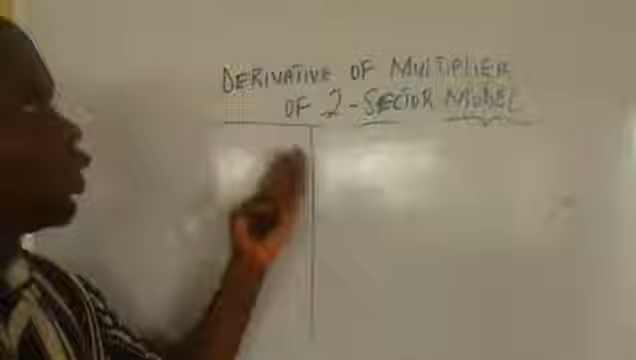 DERIVATIVE OF MULTIPLIER
OF 2-SECTOR MODEL